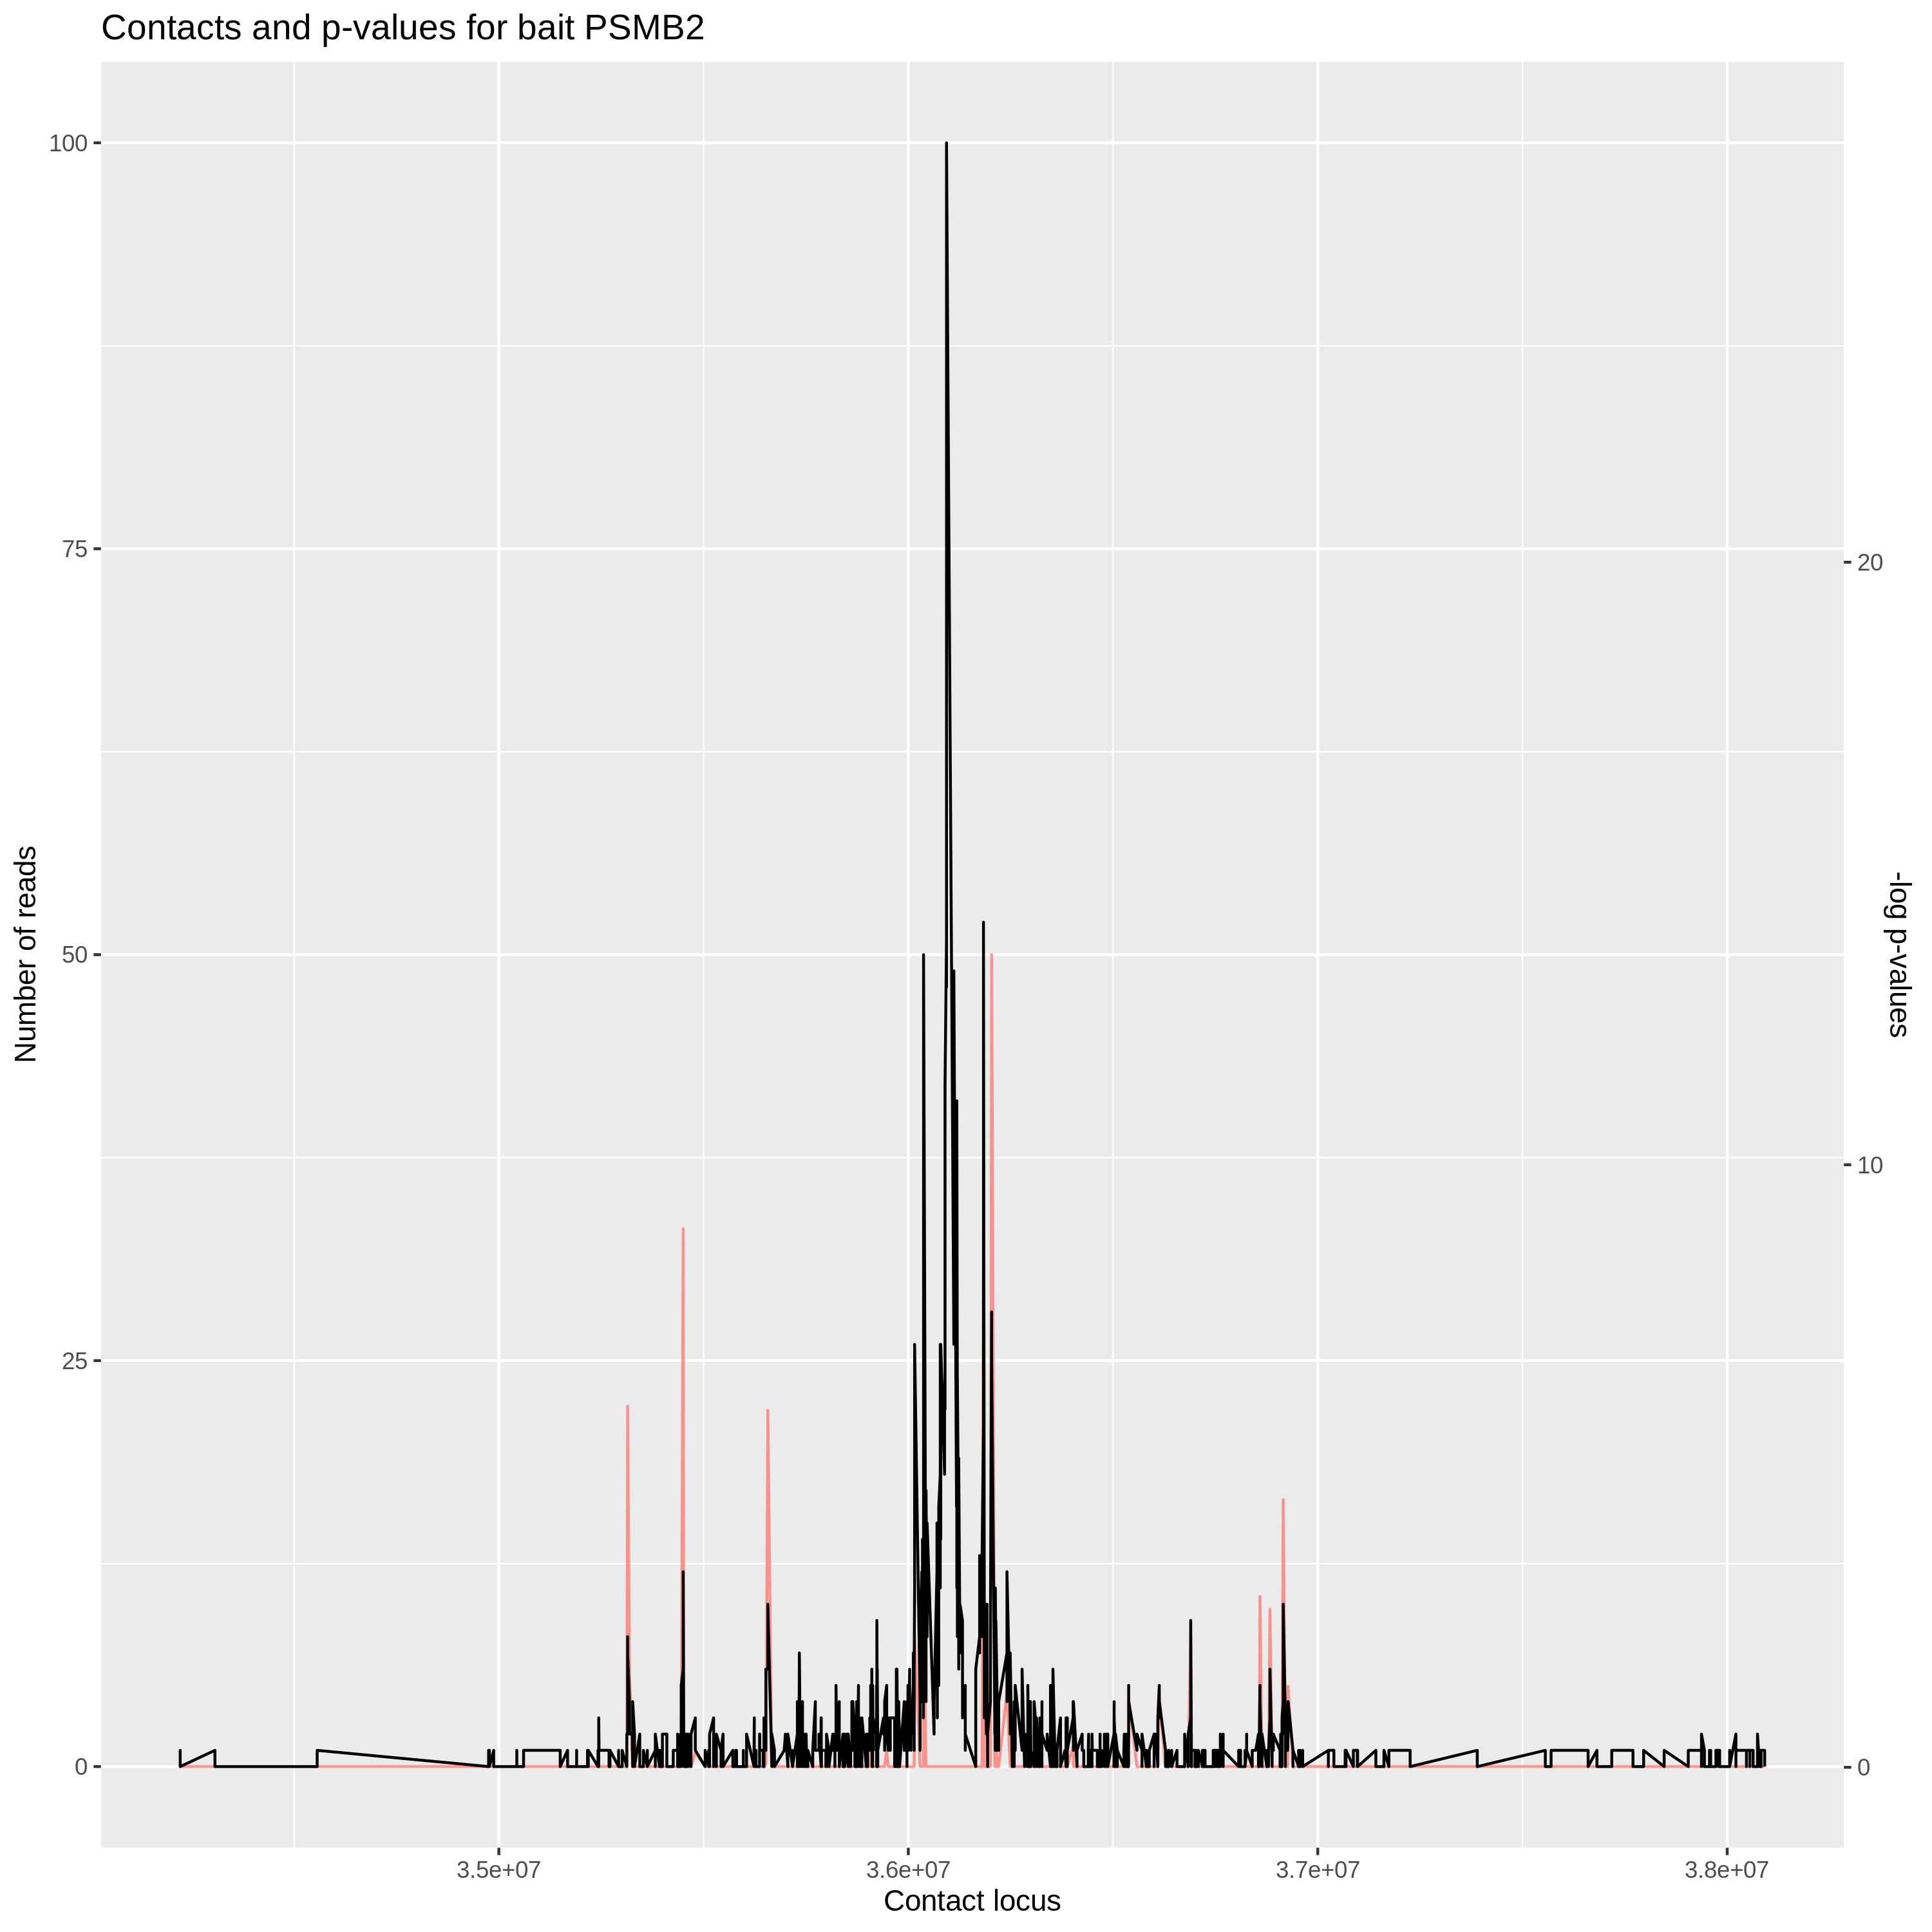 Contacts and p-values for bait PSMB2
100
75
50
25
0
Number of reads
20
10
0
-log p-values
3.5e+07
3.6e+07
3.7e+07
3.8e+07
Contact locus